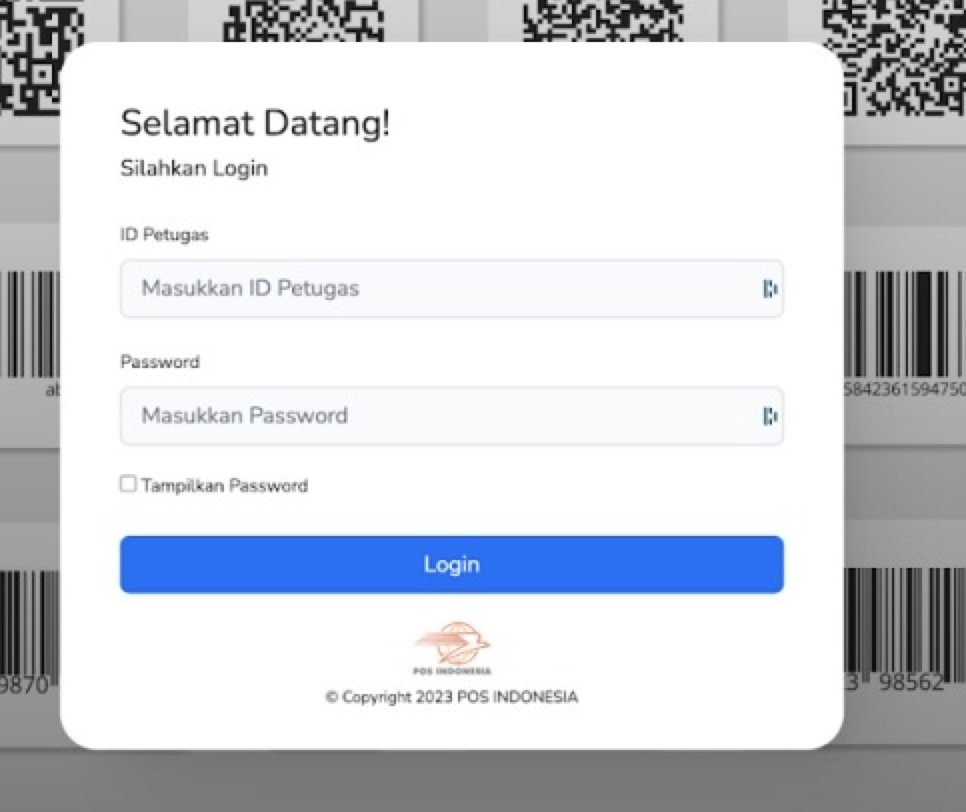 Selamat Datang!
Silahkan Login
ID Petugas
Masukkan ID Petugas
Password
Masukkan Password
Tampilkan Password
Login
POS INDONESIA
© Copyright 2023 POS INDONESIA
ab
5842361594750
9870
3 98562